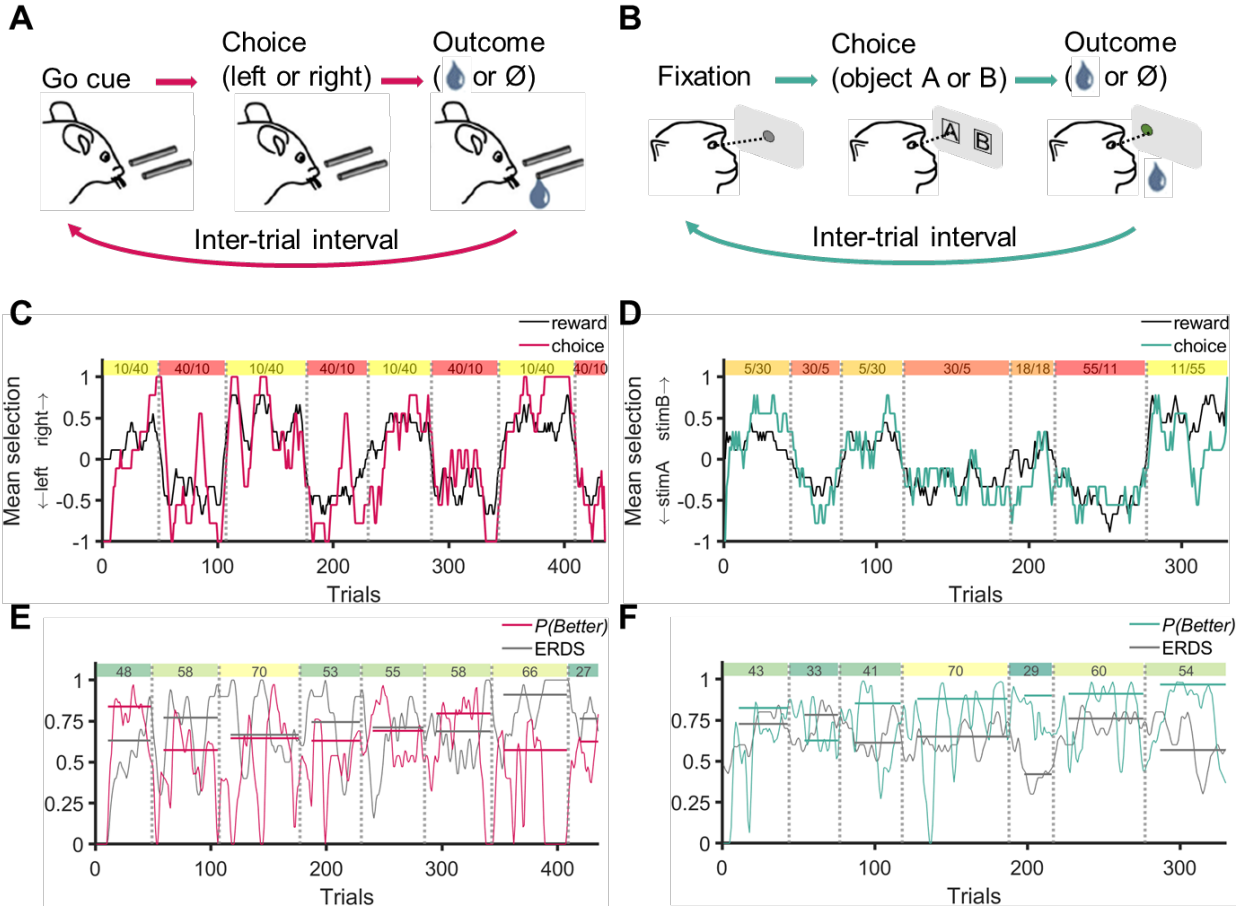 A
Go cue
Choice
(left or right)
Outcome
( or Ø)
Inter-trial interval
B
Fixation
Choice
(object A or B)
Outcome
( or Ø)
A
B
Inter-trial interval
C
reward
choice
10/40 40/10 10/40 40/10 10/40 40/10 10/40 40/10
Mean selection
←left right→
1
0.5
0
-0.5
-1
0 100 200 300 400
Trials
D
reward
choice
5/30 30/5 5/30 30/5 18/18 55/11 11/55
Mean selection
← stimA stimB→
1
0.5
0
-0.5
-1
0 100 200 300
Trials
E
P(Better)
ERDS
48 58 70 53 55 58 66 27
1
0.75
0.5
0.25
0
0 100 200 300 400
Trials
F
P(Better)
ERDS
43 33 41 70 29 60 54
1
0.75
0.5
0.25
0
0 100 200 300
Trials